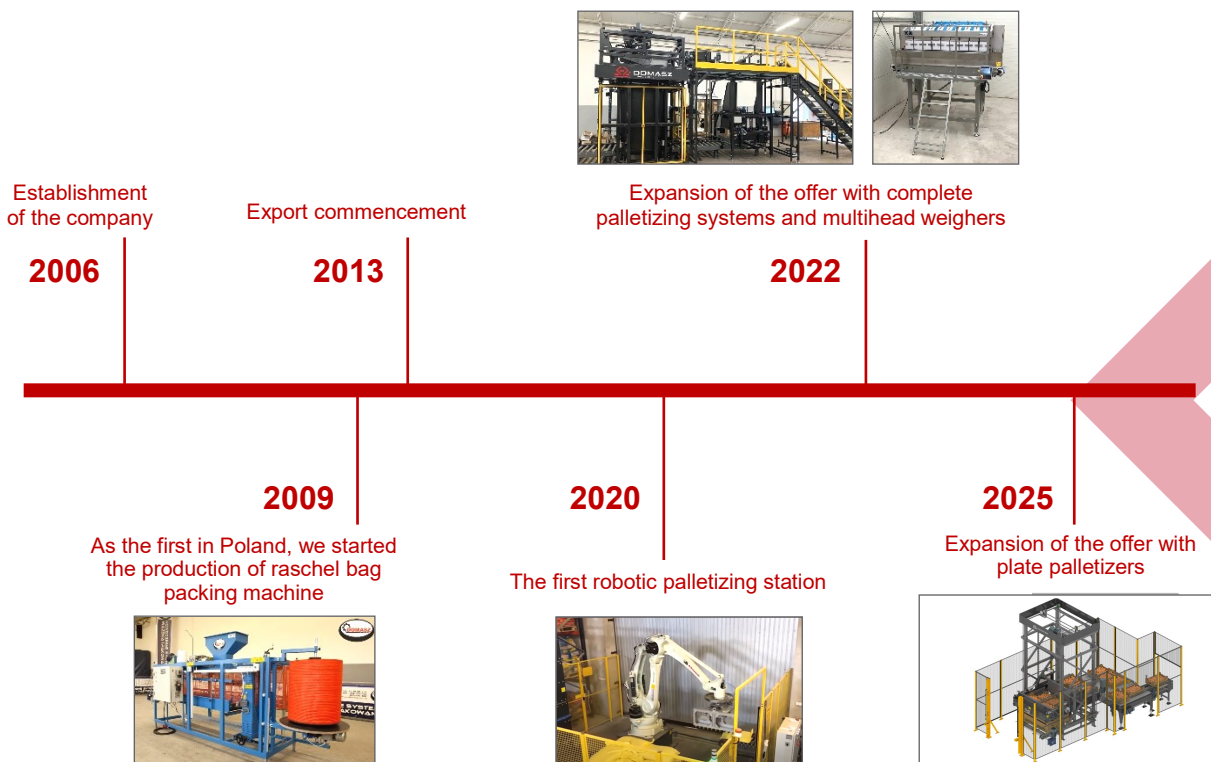 DOMASZ
Establishment
of the company
2006
Export commencement
2013
Expansion of the offer with complete
palletizing systems and multihead weighers
2022
2009
As the first in Poland, we started
the production of raschel bag
packing machine
2020
The first robotic palletizing station
2025
Expansion of the offer with
plate palletizers
DOMASZ